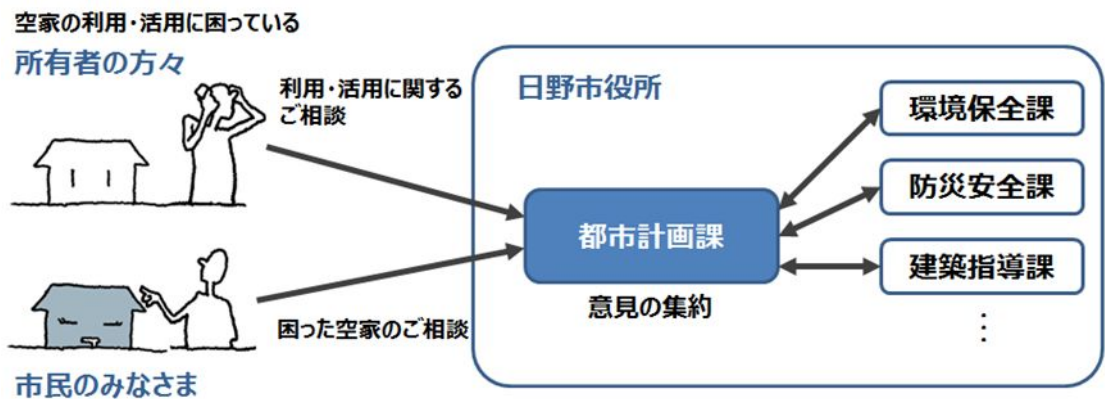 空家の利用・活用に困っている
所有者の方々
利用・活用に関する
ご相談
困った空家のご相談
市民のみなさま
日野市役所
都市計画課
意見の集約
環境保全課
防災安全課
建築指導課
⋮